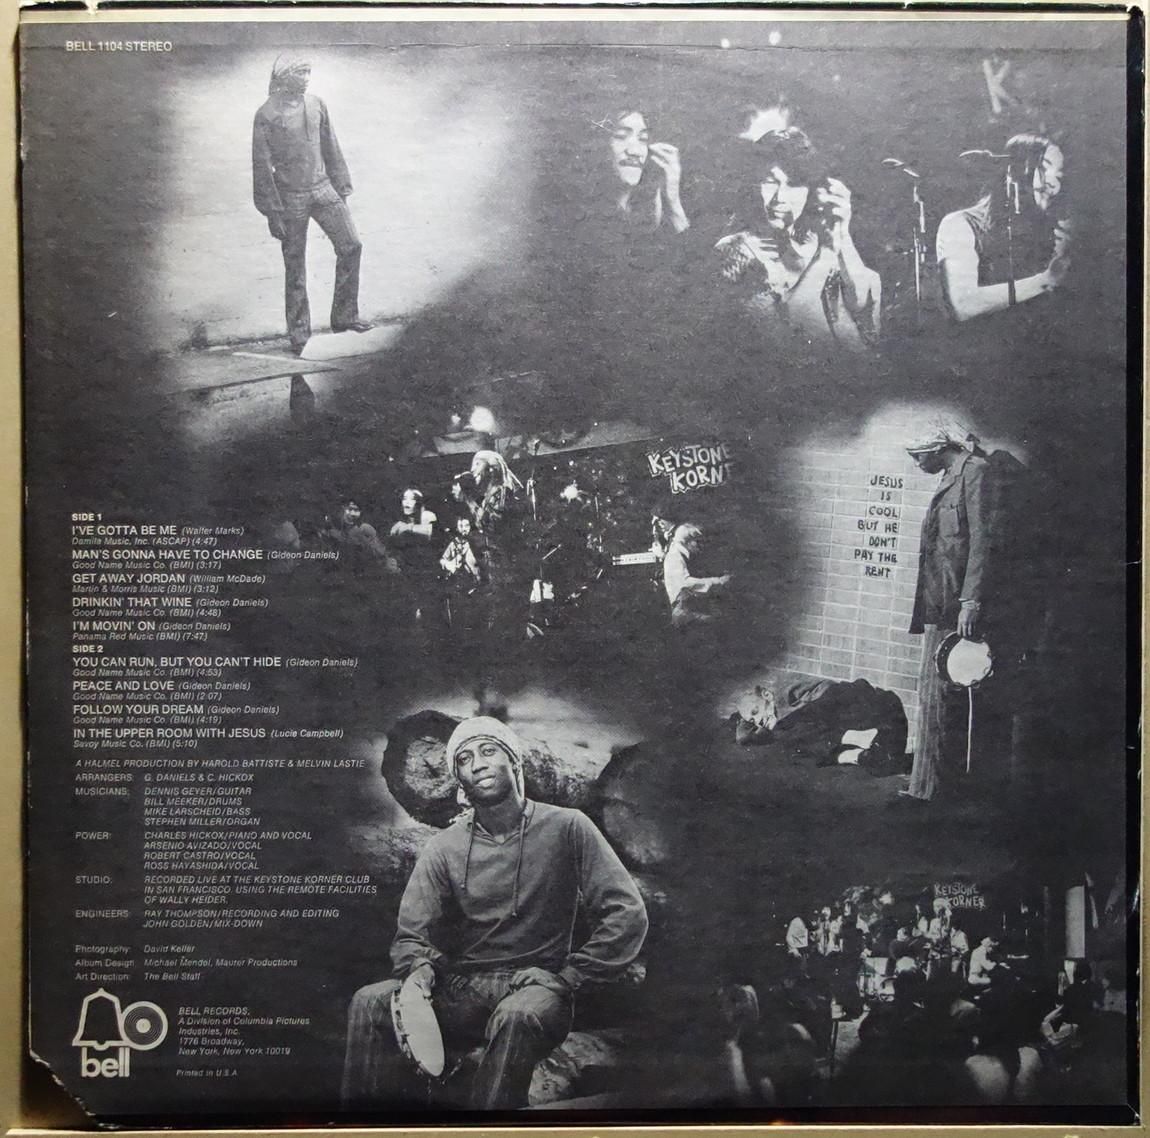 BELL 1104 STEREO
K
KEYSTONE
KORN
JESUS
IS
COOL
BUT HE
DON'T
PAY THE
RENT
SIDE 1
I'VE GOTTA BE ME (Walter Marks)
Damila Music, Inc. (ASCAP) (4:47)
MAN'S GONNA HAVE TO CHANGE (Gideon Daniels)
Good Name Music Co. (BMI) (3:17)
GET AWAY JORDAN (William McDade)
Martin & Morris Music (BMI) (3:12)
DRINKIN' THAT WINE (Gideon Daniels)
Good Name Music Co. (BMI) (4:48)
I'M MOVIN' ON (Gideon Daniels)
Panama Red Music (BMI) (7:47)
SIDE 2
YOU CAN RUN, BUT YOU CAN'T HIDE (Gideon Daniels)
Good Name Music Co. (BMI) (4:53)
PEACE AND LOVE (Gideon Daniels)
Good Name Music Co. (BMI) (2:07)
FOLLOW YOUR DREAM (Gideon Daniels)
Good Name Music Co. (BMI) (4:19)
IN THE UPPER ROOM WITH JESUS (Lucie Campbell)
Savoy Music Co. (BMI) (5:10)
A HALMEL PRODUCTION BY HAROLD BATTISTE & MELVIN LASTIE
ARRANGERS: G. DANIELS & C. HICKOX
MUSICIANS: DENNIS GEYER/GUITAR
BILL MEEKER/DRUMS
MIKE LARSCHEID/BASS
STEPHEN MILLER/ORGAN
POWER: CHARLES HICKOX/PIANO AND VOCAL
ARSENIO AVIZADO/VOCAL
ROBERT CASTRO/VOCAL
ROSS HAYASHIDA/VOCAL
STUDIO: RECORDED LIVE AT THE KEYSTONE KORNER CLUB
IN SAN FRANCISCO. USING THE REMOTE FACILITIES
OF WALLY HEIDER.
ENGINEERS: RAY THOMPSON/RECORDING AND EDITING
JOHN GOLDEN/MIX-DOWN
Photography: David Keller
Album Design: Michael Mendel, Maurer Productions
Art Direction: The Bell Staff
KEYSTONE
KORNER
bell
BELL RECORDS,
A Division of Columbia Pictures
Industries, Inc.
1776 Broadway,
New York, New York 10019
Printed in U.S.A